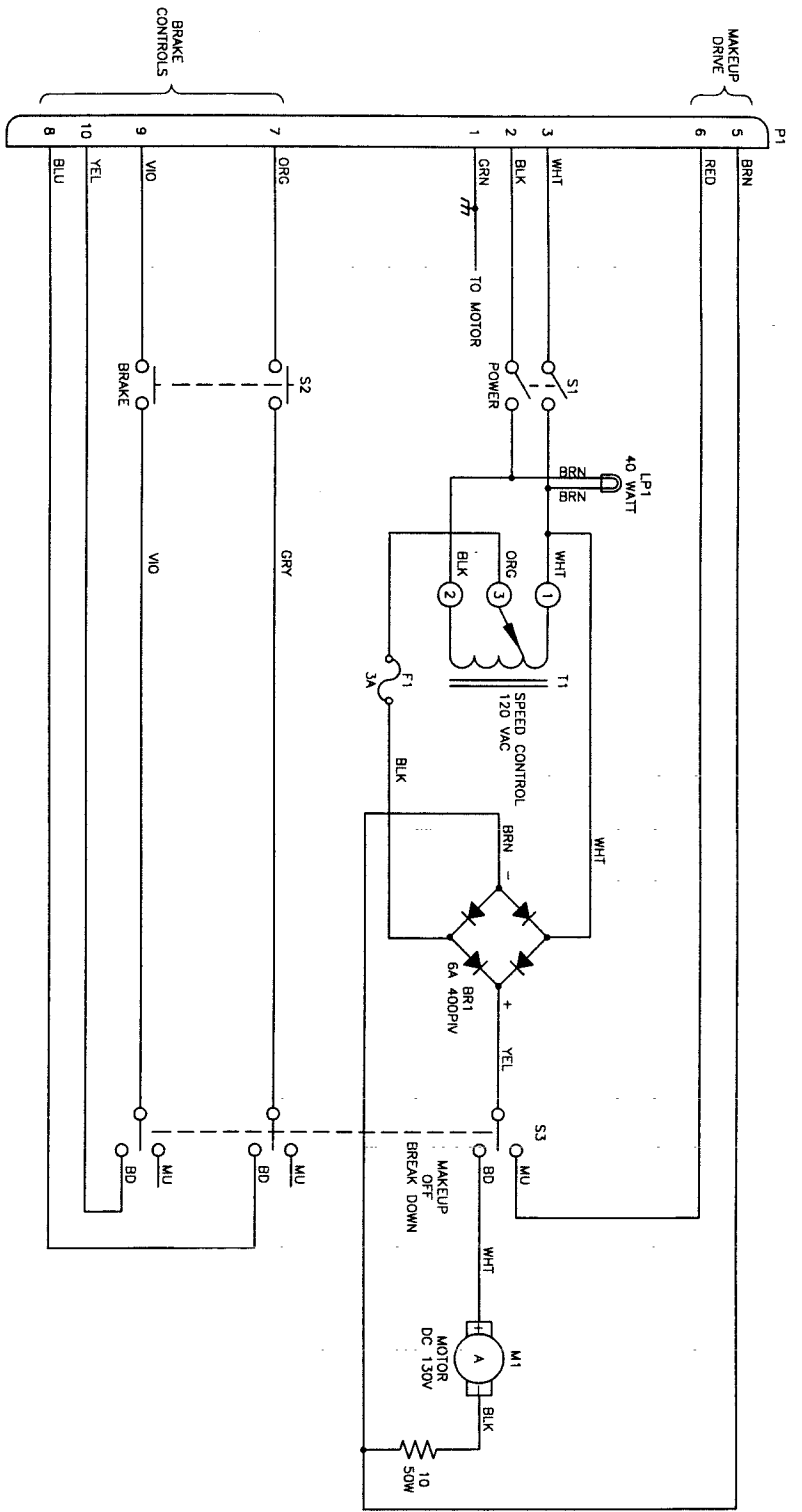 P1
MAKEUP
DRIVE
5
BRN
6
RED
3
WHT
2
BLK
1
GRN
TO MOTOR
BRAKE
CONTROLS
7
ORG
9
VIO
10
YEL
8
BLU
S1
POWER
LP1
40 WATT
BRN
BRN
WHT
ORG
BLK
1
3
2
T1
SPEED CONTROL
120 VAC
F1
3A
BLK
WHT
BRN
-
+
BR1
6A 400PIV
YEL
S3
MU
BD
MAKEUP
OFF
BREAK DOWN
WHT
M1
+
A
-
MOTOR
DC 130V
BLK
10
50W
S2
BRAKE
GRY
VIO
MU
BD
MU
BD